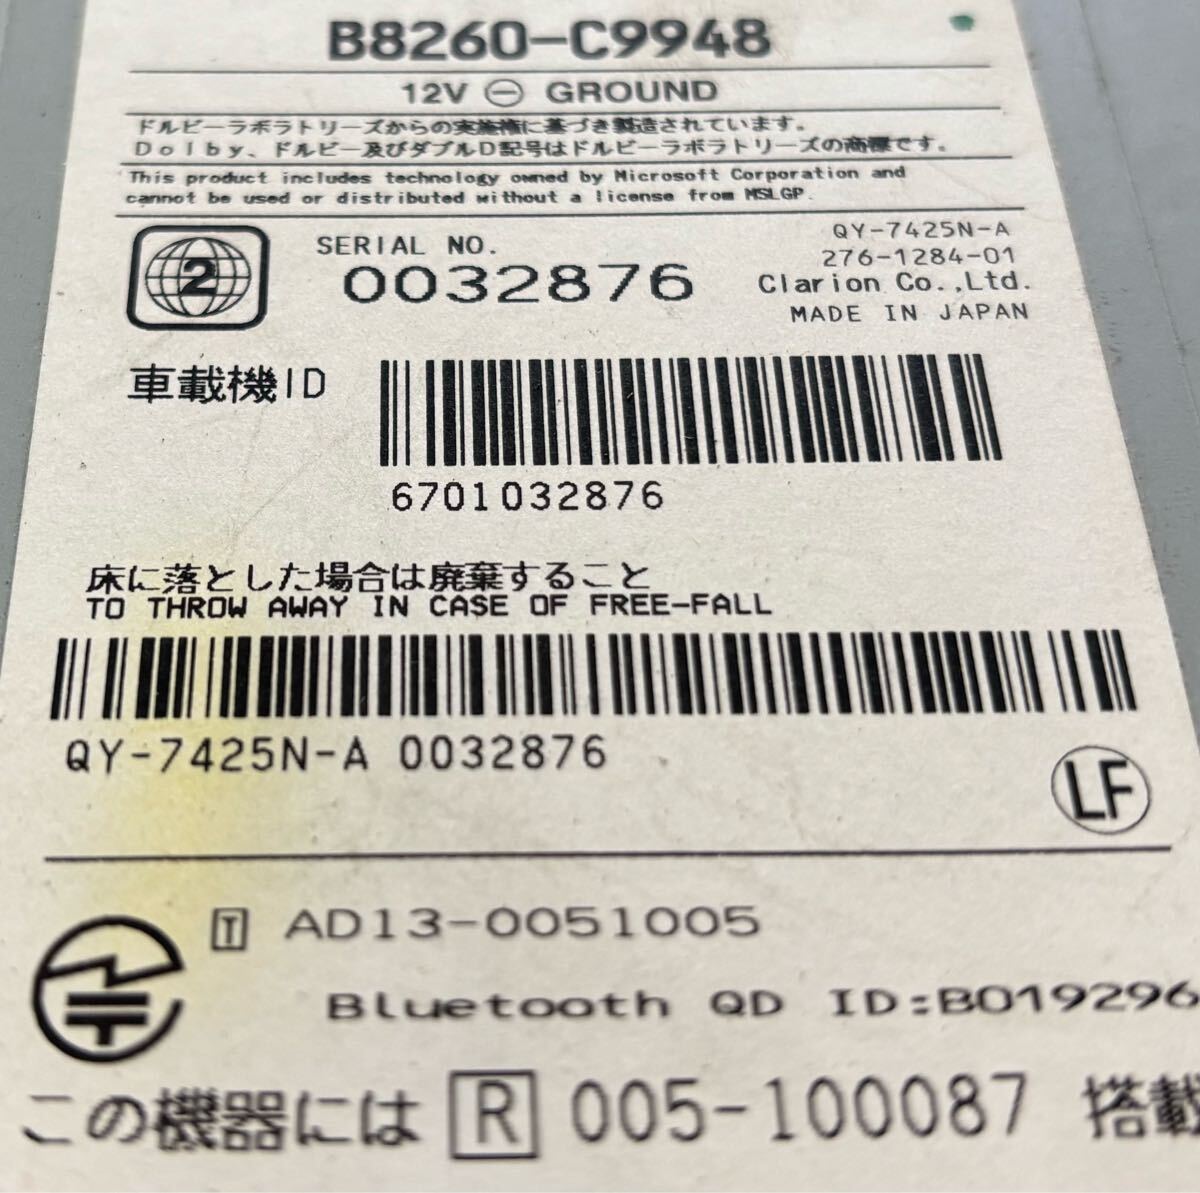 B8260-C9948
12V ⊖ GROUND
ドルビーラボラトリーズからの実施権に基づき製造されています。
Dolby、ドルビー及びダブルD記号はドルビーラボラトリーズの商標です。
This product includes technology owned by Microsoft Corporation and
cannot be used or distributed without a license from MSLGP.
2
SERIAL NO.
0032876
QY-7425N-A
276-1284-01
Clarion Co.,Ltd.
MADE IN JAPAN
車載機ID
6701032876
床に落とした場合は廃棄すること
TO THROW AWAY IN CASE OF FREE-FALL
QY-7425N-A 0032876
LF
T AD13-0051005
Bluetooth QD ID:B019296
この機器には R 005-100087 搭載